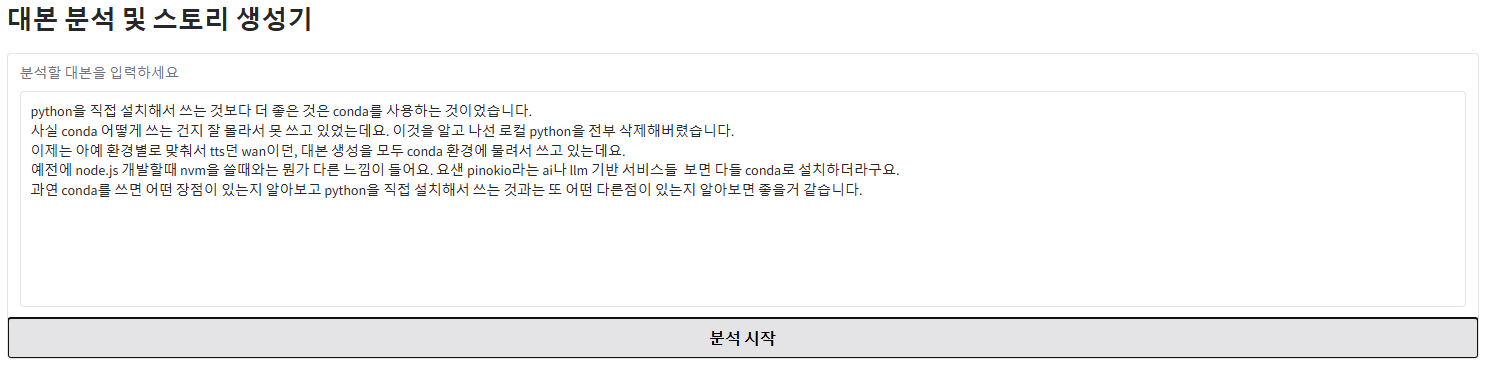 대본 분석 및 스토리 생성기
분석할 대본을 입력하세요
python을 직접 설치해서 쓰는 것보다 더 좋은 것은 conda를 사용하는 것이었습니다.
사실 conda 어떻게 쓰는 건지 잘 몰라서 못 쓰고 있었는데요. 이것을 알고 나선 로컬 python을 전부 삭제해버렸습니다.
이제는 아예 환경별로 맞춰서 tts던 wan이던, 대본 생성을 모두 conda 환경에 물려서 쓰고 있는데요.
예전에 node.js 개발할때 nvm을 쓸때와는 뭔가 다른 느낌이 들어요. 요샌 pinokio라는 ai나 llm 기반 서비스들  보면 다들 conda로 설치하더라구요.
과연 conda를 쓰면 어떤 장점이 있는지 알아보고 python을 직접 설치해서 쓰는 것과는 또 어떤 다른점이 있는지 알아보면 좋을거 같습니다.
분석 시작